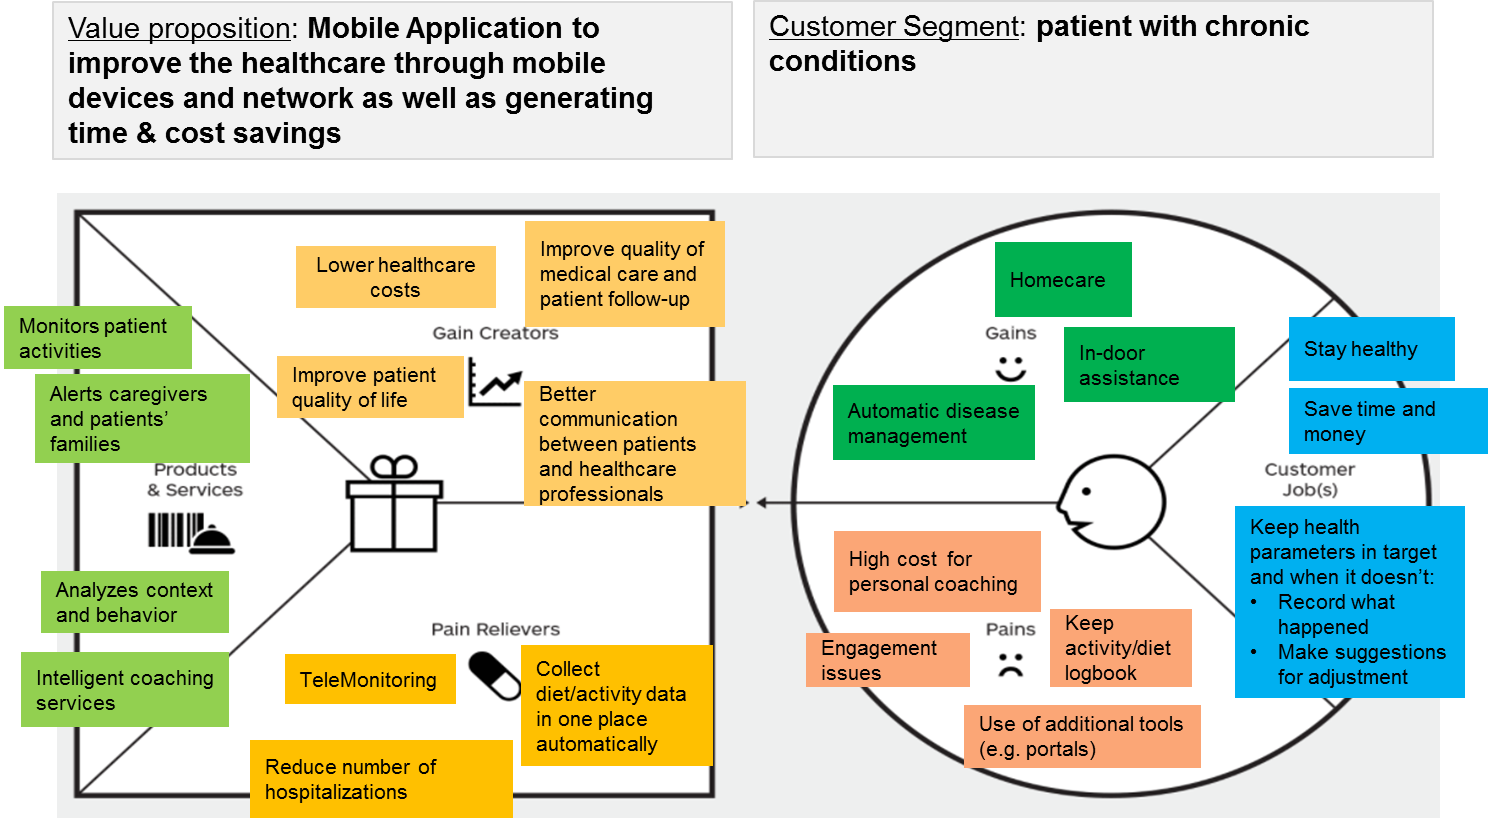 Value proposition: Mobile Application to
improve the healthcare through mobile
devices and network as well as generating
time & cost savings
Customer Segment: patient with chronic
conditions
Lower healthcare
costs
Improve quality of
medical care and
patient follow-up
Gain Creators
Improve patient
quality of life
Better
communication
between patients
and healthcare
professionals
Monitors patient
activities
Alerts caregivers
and patients’
families
Products
& Services
Analyzes context
and behavior
Intelligent coaching
services
Pain Relievers
TeleMonitoring
Collect
diet/activity data
in one place
automatically
Reduce number of
hospitalizations
Homecare
Gains
In-door
assistance
Automatic disease
management
Stay healthy
Save time and
money
Customer
Job(s)
Keep health
parameters in target
and when it doesn’t:
• Record what
happened
• Make suggestions
for adjustment
High cost for
personal coaching
Pains
Engagement
issues
Keep
activity/diet
logbook
Use of additional tools
(e.g. portals)